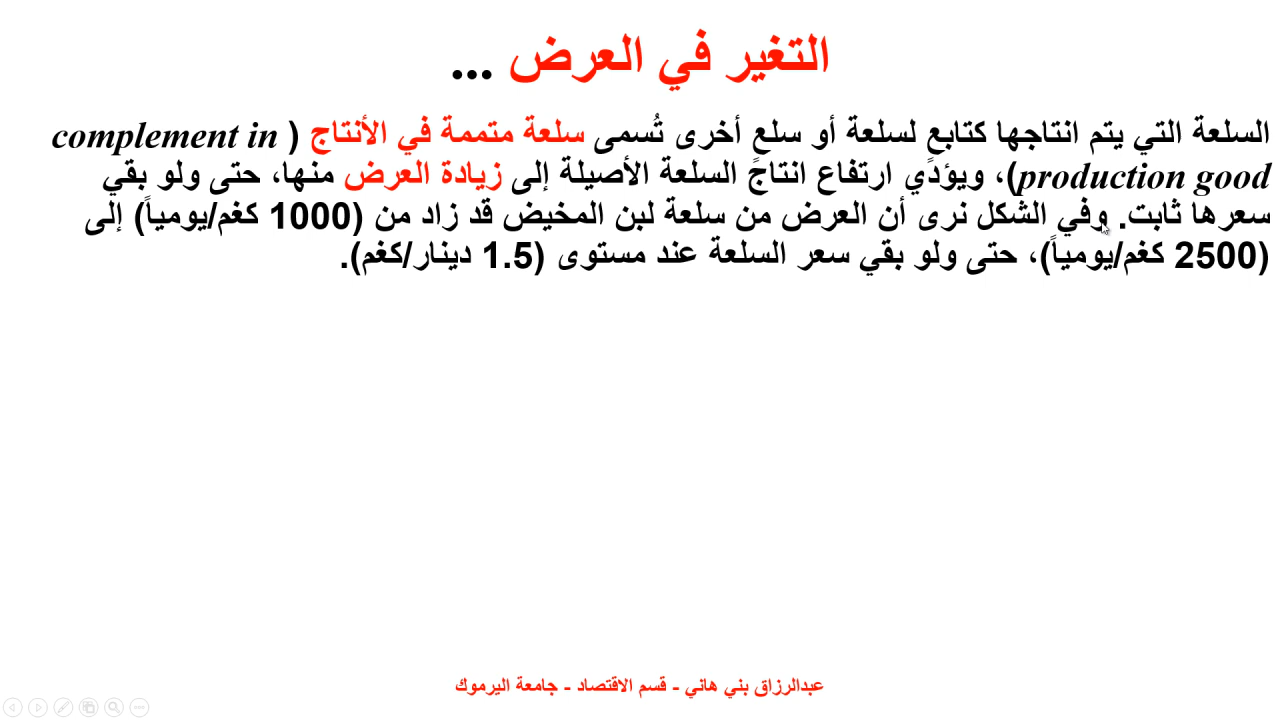 التغير في العرض ...
السلعة التي يتم انتاجها كتابعٍ لسلعة أو سلعٍ أخرى تُسمى سلعة متممة في الأنتاج ( complement in
production good)، ويؤدي ارتفاع انتاج السلعة الأصيلة إلى زيادة العرض منها، حتى ولو بقي
سعرها ثابت. وفي الشكل نرى أن العرض من سلعة لبن المخيض قد زاد من (1000 كغم/يومياً) إلى
(2500 كغم/يومياً)، حتى ولو بقي سعر السلعة عند مستوى (1.5 دينار/كغم).
عبدالرزاق بني هاني - قسم الاقتصاد - جامعة اليرموك